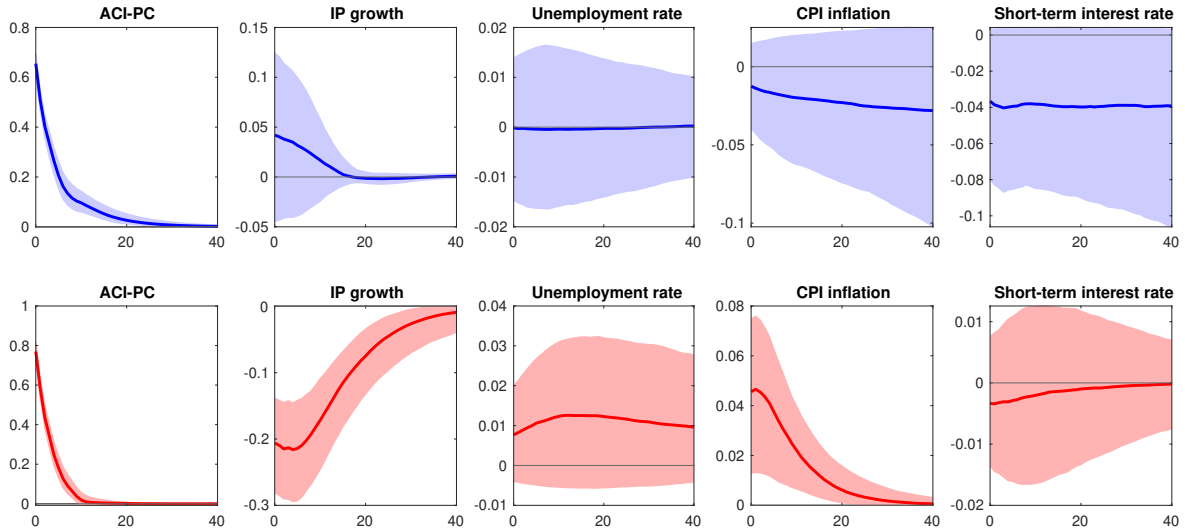 ACI-PC IP growth Unemployment rate CPI inflation Short-term interest rate
0.8 0.15 0.02 0 0
0.6 0.1 0.01 -0.05 -0.02
0.4 0.05 0 -0.1 -0.04
0.2 0 -0.01 -0.06
0 -0.05 -0.02 -0.08
-0.1
0 20 40 0 20 40 0 20 40 0 20 40 0 20 40
ACI-PC IP growth Unemployment rate CPI inflation Short-term interest rate
1 0 0.04 0.08 0.01
0.8 -0.1 0.03 0.06 0
0.6 -0.2 0.02 0.04 -0.01
0.4 -0.3 0.01 0.02 -0.02
0.2 0 0
0 -0.01
0 20 40 0 20 40 0 20 40 0 20 40 0 20 40